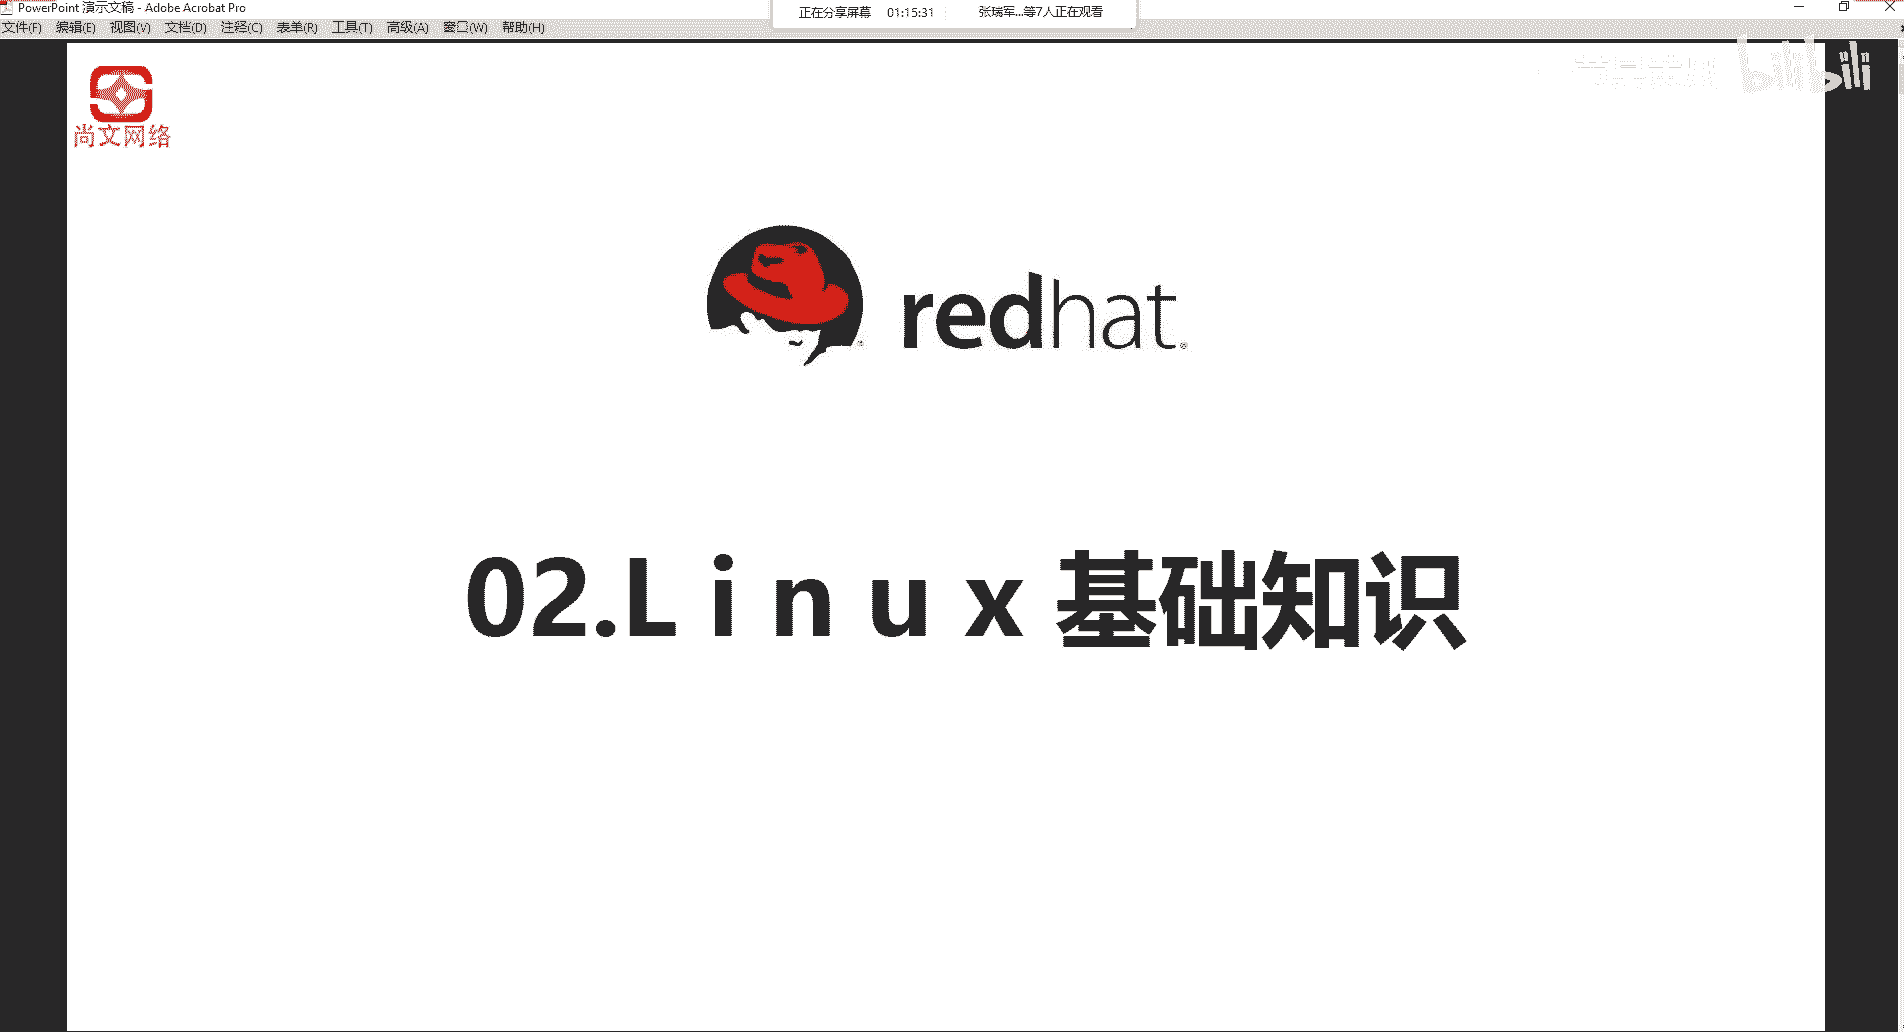 PowerPoint 演示文稿 - Adobe Acrobat Pro
正在分享屏幕 01:15:31 张瑞军...等7人正在观看
文件(F) 编辑(E) 视图(V) 文档(D) 注释(C) 表单(R) 工具(T) 高级(A) 窗口(W) 帮助(H)
bilibili
尚文网络
redhat
02.Linux 基础知识